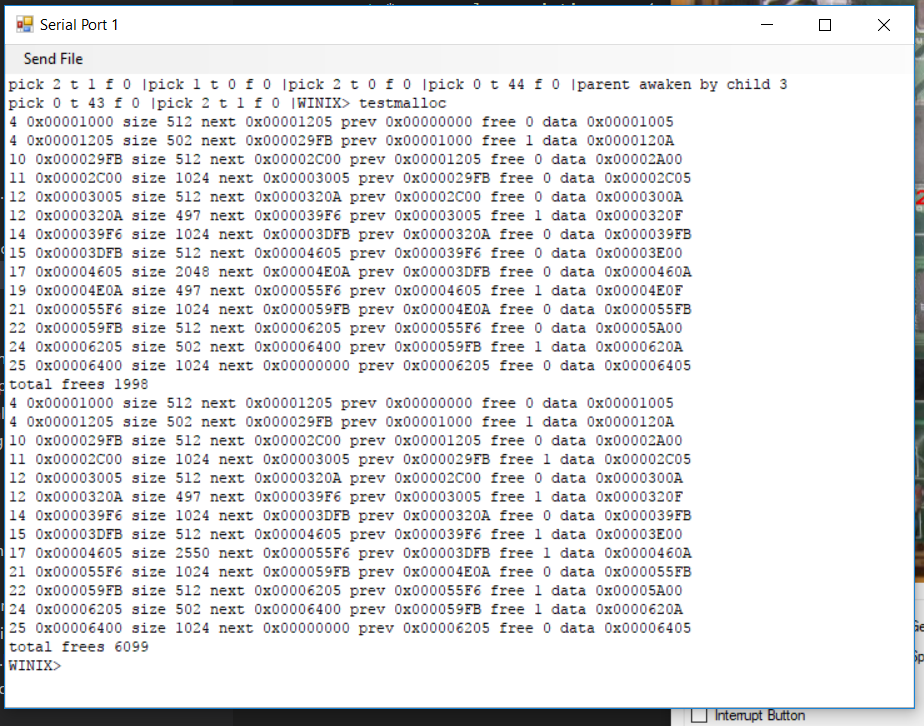 Serial Port 1
Send File
pick 2 t 1 f 0 |pick 1 t 0 f 0 |pick 2 t 0 f 0 |pick 0 t 44 f 0 |parent awaken by child 3
pick 0 t 43 f 0 |pick 2 t 1 f 0 |WINIX> testmalloc
4 0x00001000 size 512 next 0x00001205 prev 0x00000000 free 0 data 0x00001005
4 0x00001205 size 502 next 0x000029FB prev 0x00001000 free 1 data 0x0000120A
10 0x000029FB size 512 next 0x00002C00 prev 0x00001205 free 0 data 0x00002A00
11 0x00002C00 size 1024 next 0x00003005 prev 0x000029FB free 0 data 0x00002C05
12 0x00003005 size 512 next 0x0000320A prev 0x00002C00 free 0 data 0x0000300A
12 0x0000320A size 497 next 0x000039F6 prev 0x00003005 free 1 data 0x0000320F
14 0x000039F6 size 1024 next 0x00003DFB prev 0x0000320A free 0 data 0x000039FB
15 0x00003DFB size 512 next 0x00004605 prev 0x000039F6 free 0 data 0x00003E00
17 0x00004605 size 2048 next 0x00004E0A prev 0x00003DFB free 0 data 0x0000460A
19 0x00004E0A size 497 next 0x000055F6 prev 0x00004605 free 1 data 0x00004E0F
21 0x000055F6 size 1024 next 0x000059FB prev 0x00004E0A free 0 data 0x000055FB
22 0x000059FB size 512 next 0x00006205 prev 0x000055F6 free 0 data 0x00005A00
24 0x00006205 size 502 next 0x00006400 prev 0x000059FB free 1 data 0x0000620A
25 0x00006400 size 1024 next 0x00000000 prev 0x00006205 free 0 data 0x00006405
total frees 1998
4 0x00001000 size 512 next 0x00001205 prev 0x00000000 free 0 data 0x00001005
4 0x00001205 size 502 next 0x000029FB prev 0x00001000 free 1 data 0x0000120A
10 0x000029FB size 512 next 0x00002C00 prev 0x00001205 free 0 data 0x00002A00
11 0x00002C00 size 1024 next 0x00003005 prev 0x000029FB free 1 data 0x00002C05
12 0x00003005 size 512 next 0x0000320A prev 0x00002C00 free 0 data 0x0000300A
12 0x0000320A size 497 next 0x000039F6 prev 0x00003005 free 1 data 0x0000320F
14 0x000039F6 size 1024 next 0x00003DFB prev 0x0000320A free 0 data 0x000039FB
15 0x00003DFB size 512 next 0x00004605 prev 0x000039F6 free 1 data 0x00003E00
17 0x00004605 size 2550 next 0x000055F6 prev 0x00003DFB free 1 data 0x0000460A
21 0x000055F6 size 1024 next 0x000059FB prev 0x00004E0A free 0 data 0x000055FB
22 0x000059FB size 512 next 0x00006205 prev 0x000055F6 free 1 data 0x00005A00
24 0x00006205 size 502 next 0x00006400 prev 0x000059FB free 1 data 0x0000620A
25 0x00006400 size 1024 next 0x00000000 prev 0x00006205 free 0 data 0x00006405
total frees 6099
WINIX>
Interrupt Button